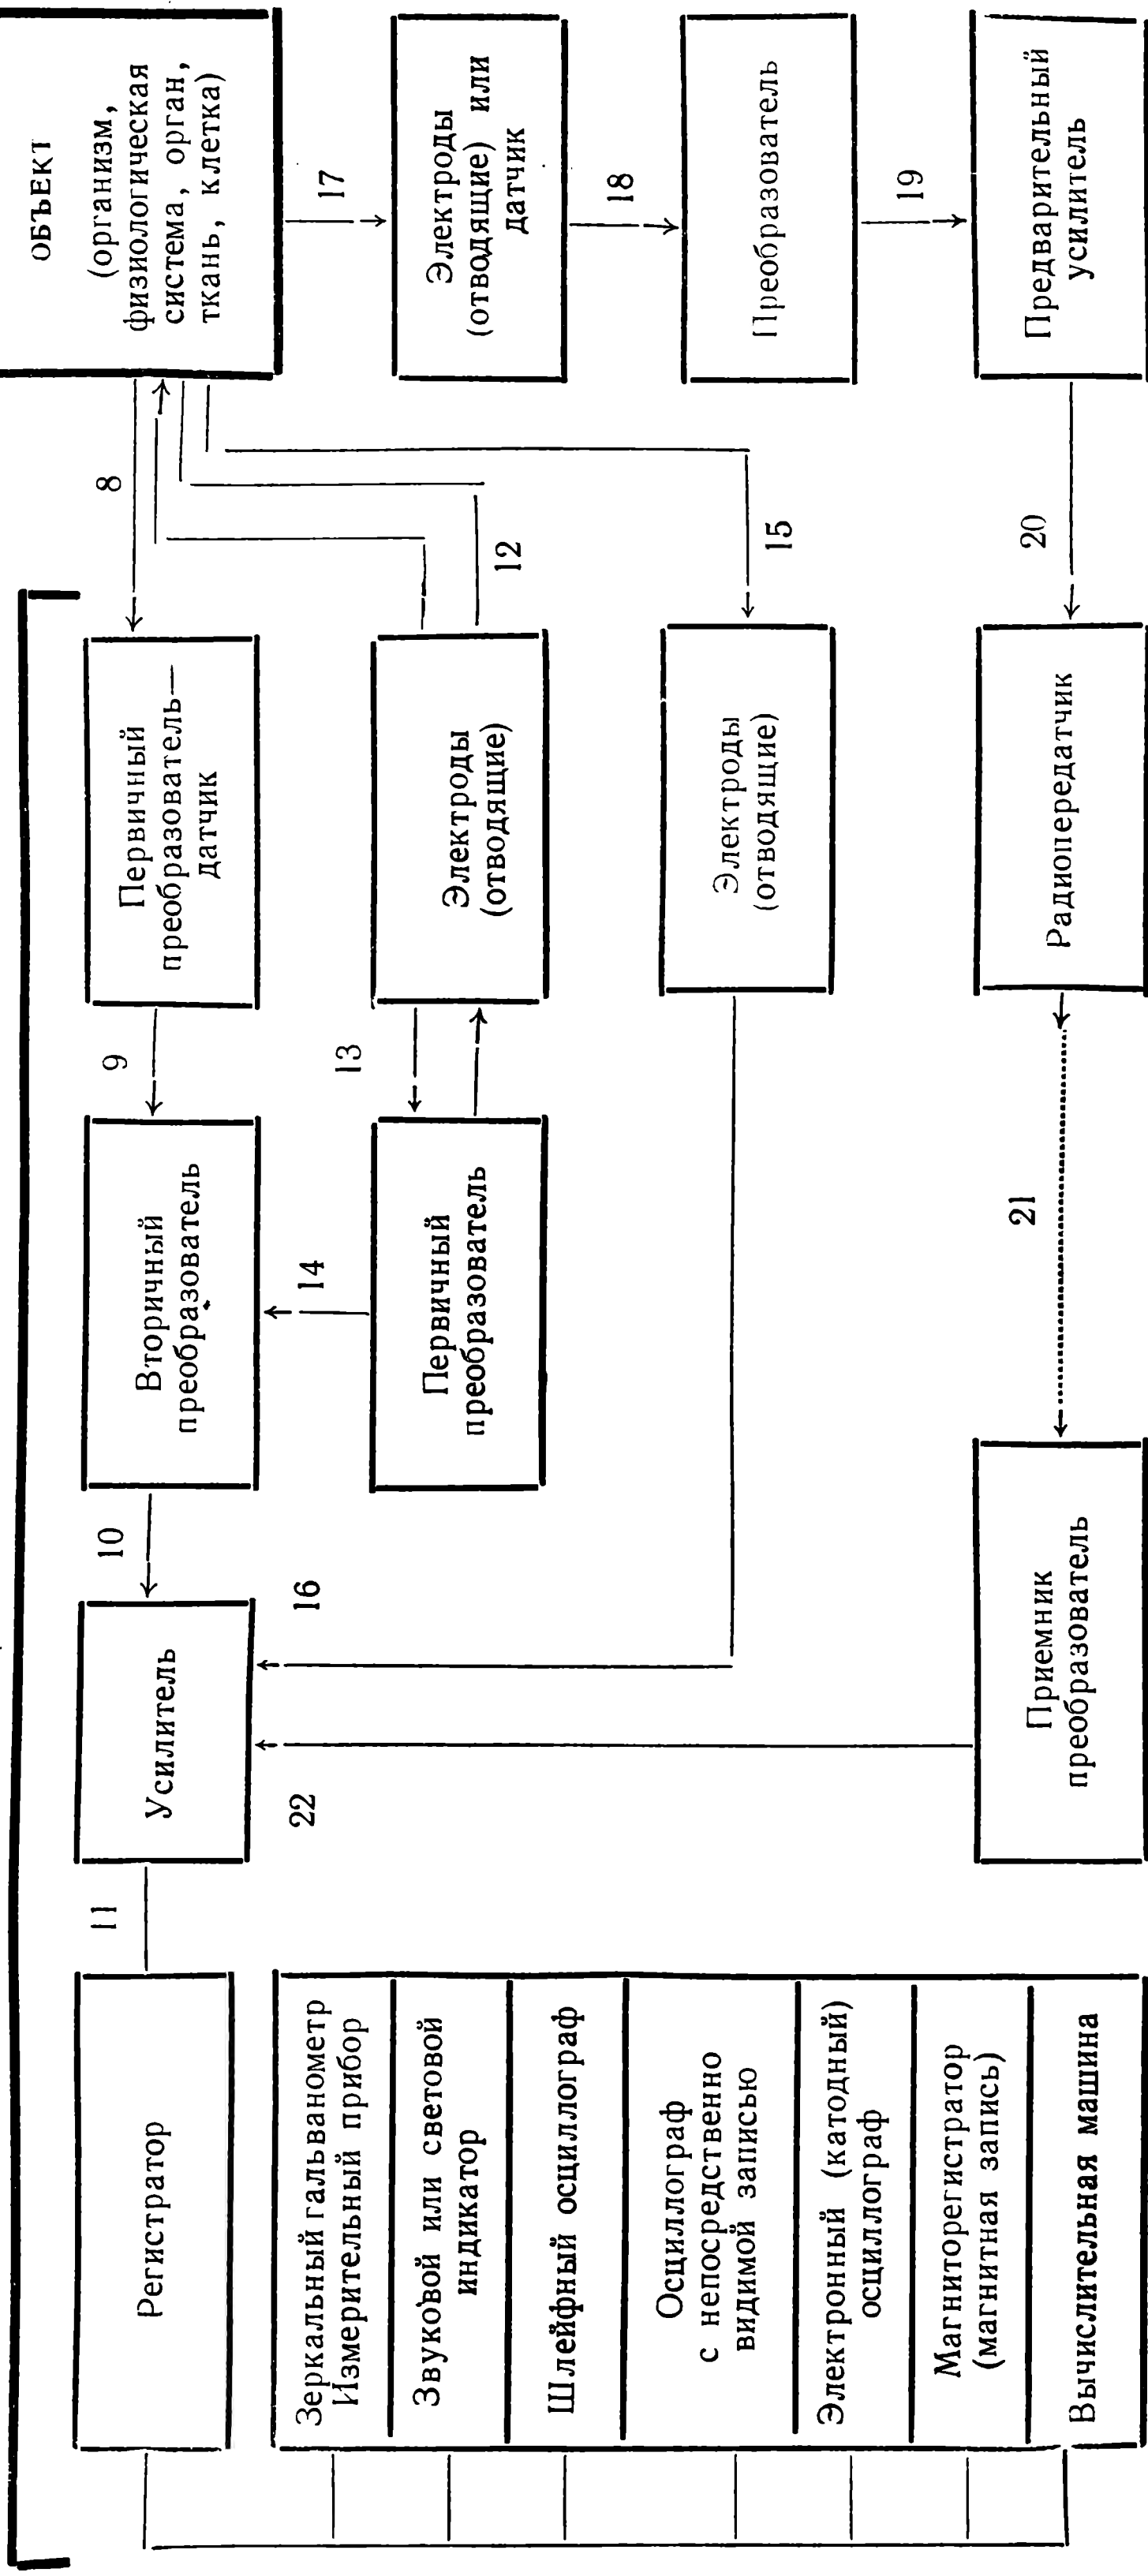 Регистратор
11
Усилитель
10
Вторичный
преобразователь
9
Первичный
преобразователь—
датчик
8
ОБЪЕКТ
(организм,
физиологическая
система, орган,
ткань, клетка)
Зеркальный гальванометр
Измерительный прибор
Звуковой или световой
индикатор
Шлейфный осциллограф
Осциллограф
с непосредственно
видимой записью
Электронный (катодный)
осциллограф
Магниторегистратор
(магнитная запись)
Вычислительная машина
22
16
14
Первичный
преобразователь
13
Электроды
(отводящие)
12
17
Электроды
(отводящие) или
датчик
Электроды
(отводящие)
15
18
Преобразователь
19
Приемник
преобразователь
21
Радиопередатчик
20
Предварительный
усилитель